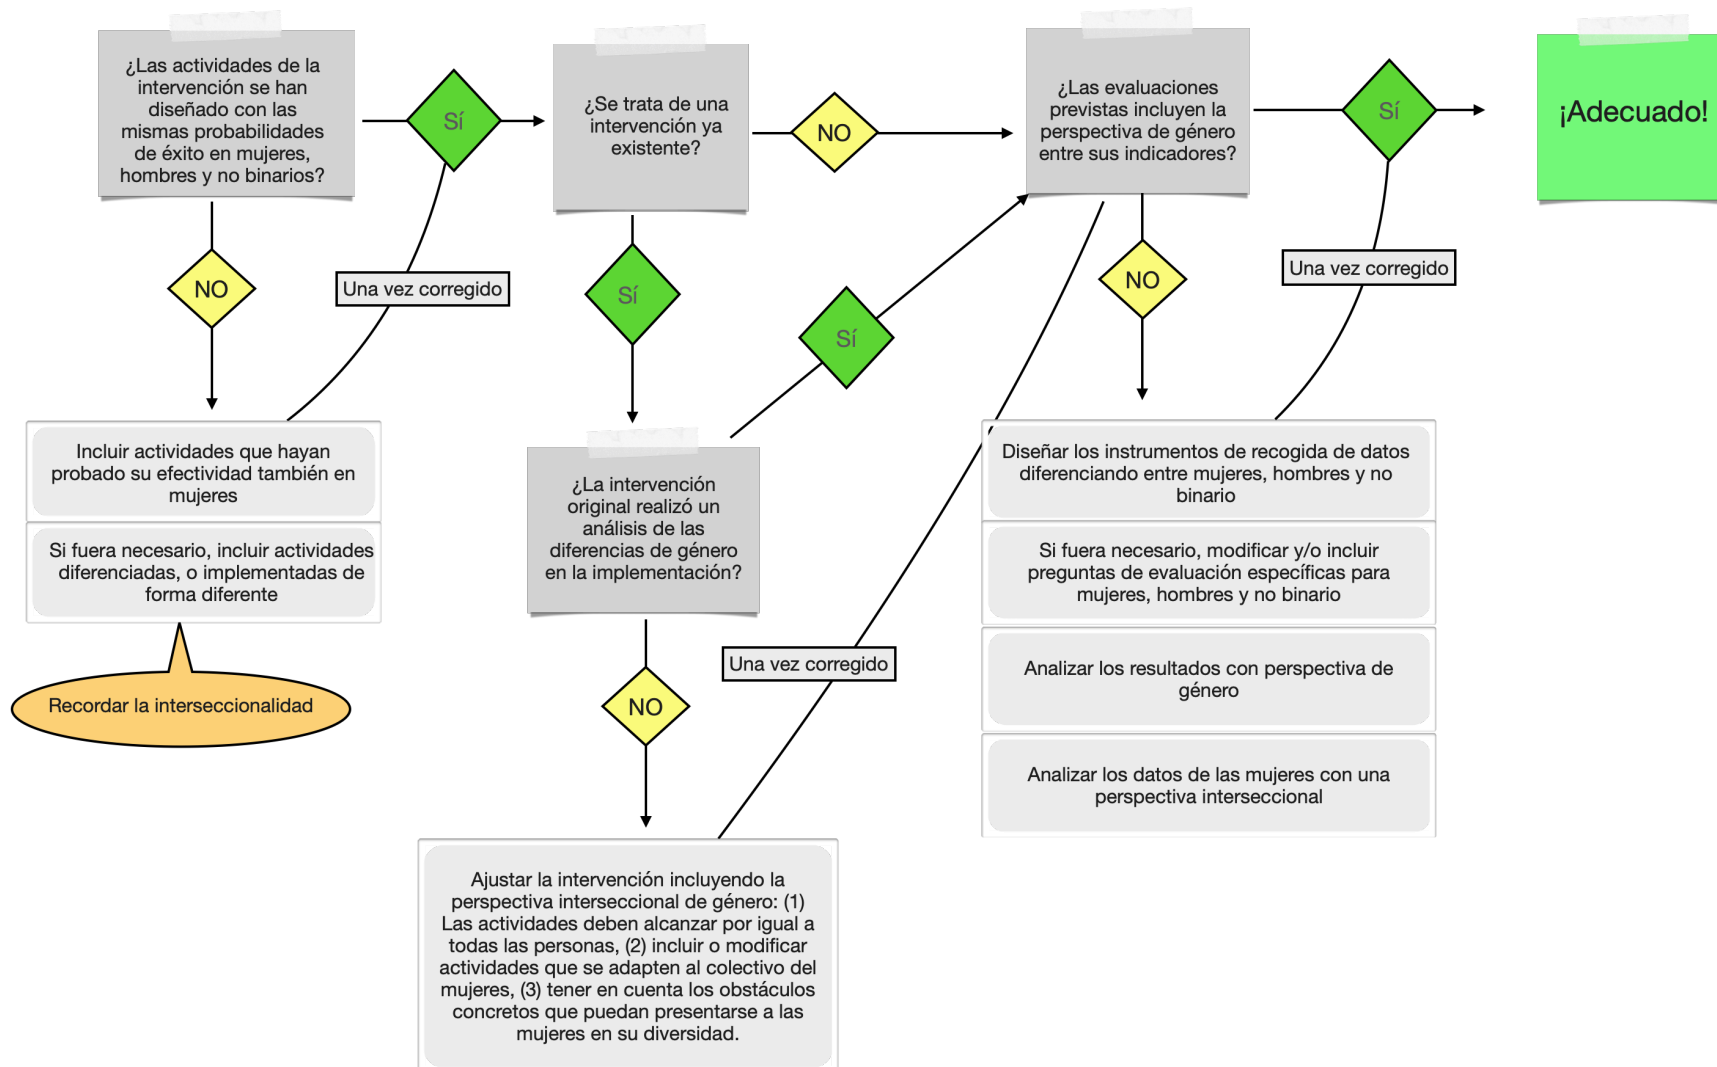 ¿Las actividades de la
intervención se han
diseñado con las
mismas probabilidades
de éxito en mujeres,
hombres y no binarios?
Sí
¿Se trata de una
intervención ya
existente?
NO
¿Las evaluaciones
previstas incluyen la
perspectiva de género
entre sus indicadores?
Sí
¡Adecuado!
NO
Una vez corregido
Sí
Sí
NO
Una vez corregido
Incluir actividades que hayan
probado su efectividad también en
mujeres
Si fuera necesario, incluir actividades
diferenciadas, o implementadas de
forma diferente
Recordar la interseccionalidad
¿La intervención
original realizó un
análisis de las
diferencias de género
en la implementación?
NO
Una vez corregido
Ajustar la intervención incluyendo la
perspectiva interseccional de género: (1)
Las actividades deben alcanzar por igual a
todas las personas, (2) incluir o modificar
actividades que se adapten al colectivo del
mujeres, (3) tener en cuenta los obstáculos
concretos que puedan presentarse a las
mujeres en su diversidad.
Diseñar los instrumentos de recogida de datos
diferenciando entre mujeres, hombres y no
binario
Si fuera necesario, modificar y/o incluir
preguntas de evaluación específicas para
mujeres, hombres y no binario
Analizar los resultados con perspectiva de
género
Analizar los datos de las mujeres con una
perspectiva interseccional